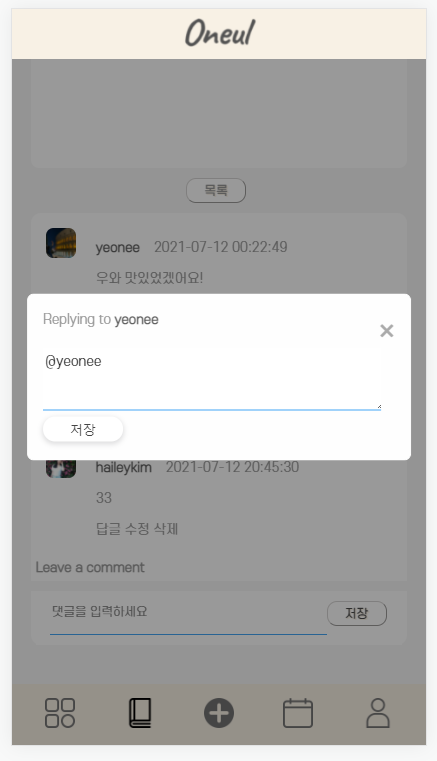 Oneul
목록
yeonee 2021-07-12 00:22:49
우와 맛있었겠어요!
Replying to yeonee
×
@yeonee
저장
haileykim 2021-07-12 20:45:30
33
답글 수정 삭제
Leave a comment
댓글을 입력하세요 저장